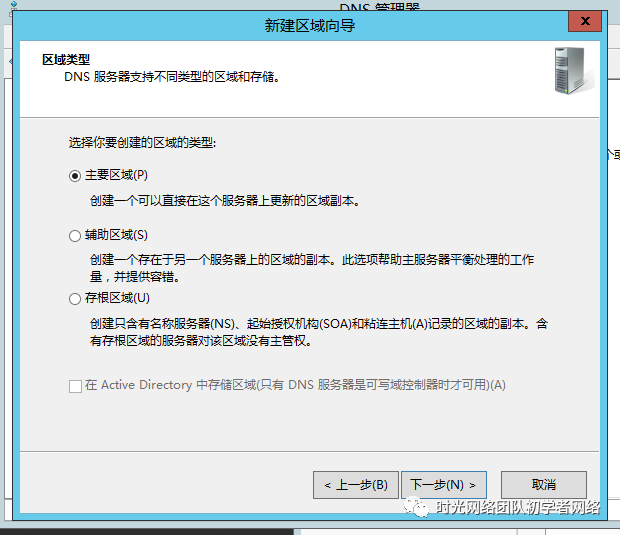 DNS 管理器
新建区域向导
x
区域类型
DNS 服务器支持不同类型的区域和存储。
选择你要创建的区域的类型:
主要区域(P)
创建一个可以直接在这个服务器上更新的区域副本。
辅助区域(S)
创建一个存在于另一个服务器上的区域的副本。此选项帮助主服务器平衡处理的工作
量，并提供容错。
存根区域(U)
创建只含有名称服务器(NS)、起始授权机构(SOA)和粘连主机(A)记录的区域的副本。含
有存根区域的服务器对该区域没有主管权。
在 Active Directory 中存储区域(只有 DNS 服务器是可写域控制器时才可用)(A)
< 上一步(B)
下一步(N) >
取消
时光网络团队初学者网络